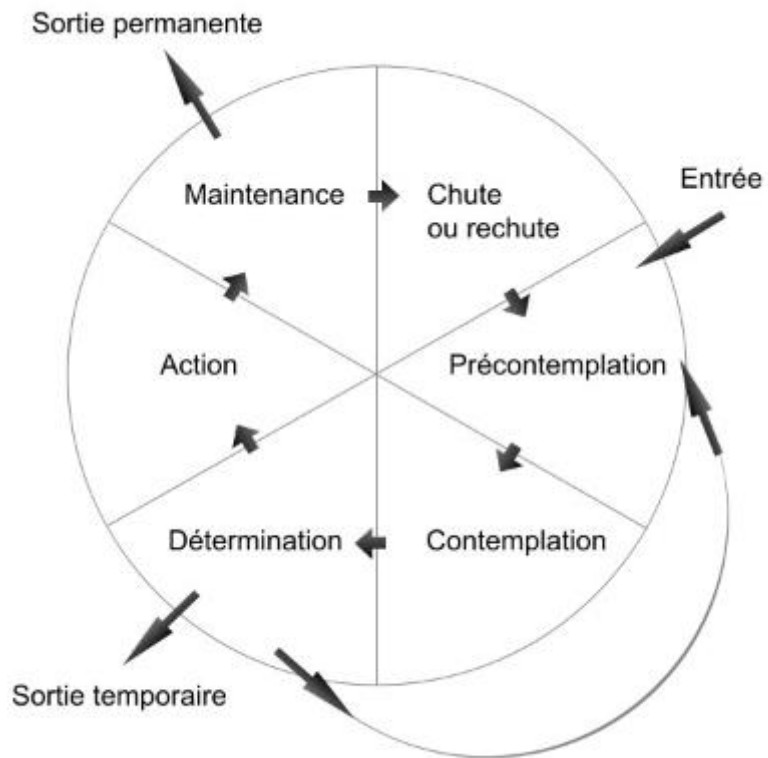 Sortie permanente
Entrée
Maintenance
Chute
ou rechute
Action
Précontemplation
Détermination
Contemplation
Sortie temporaire